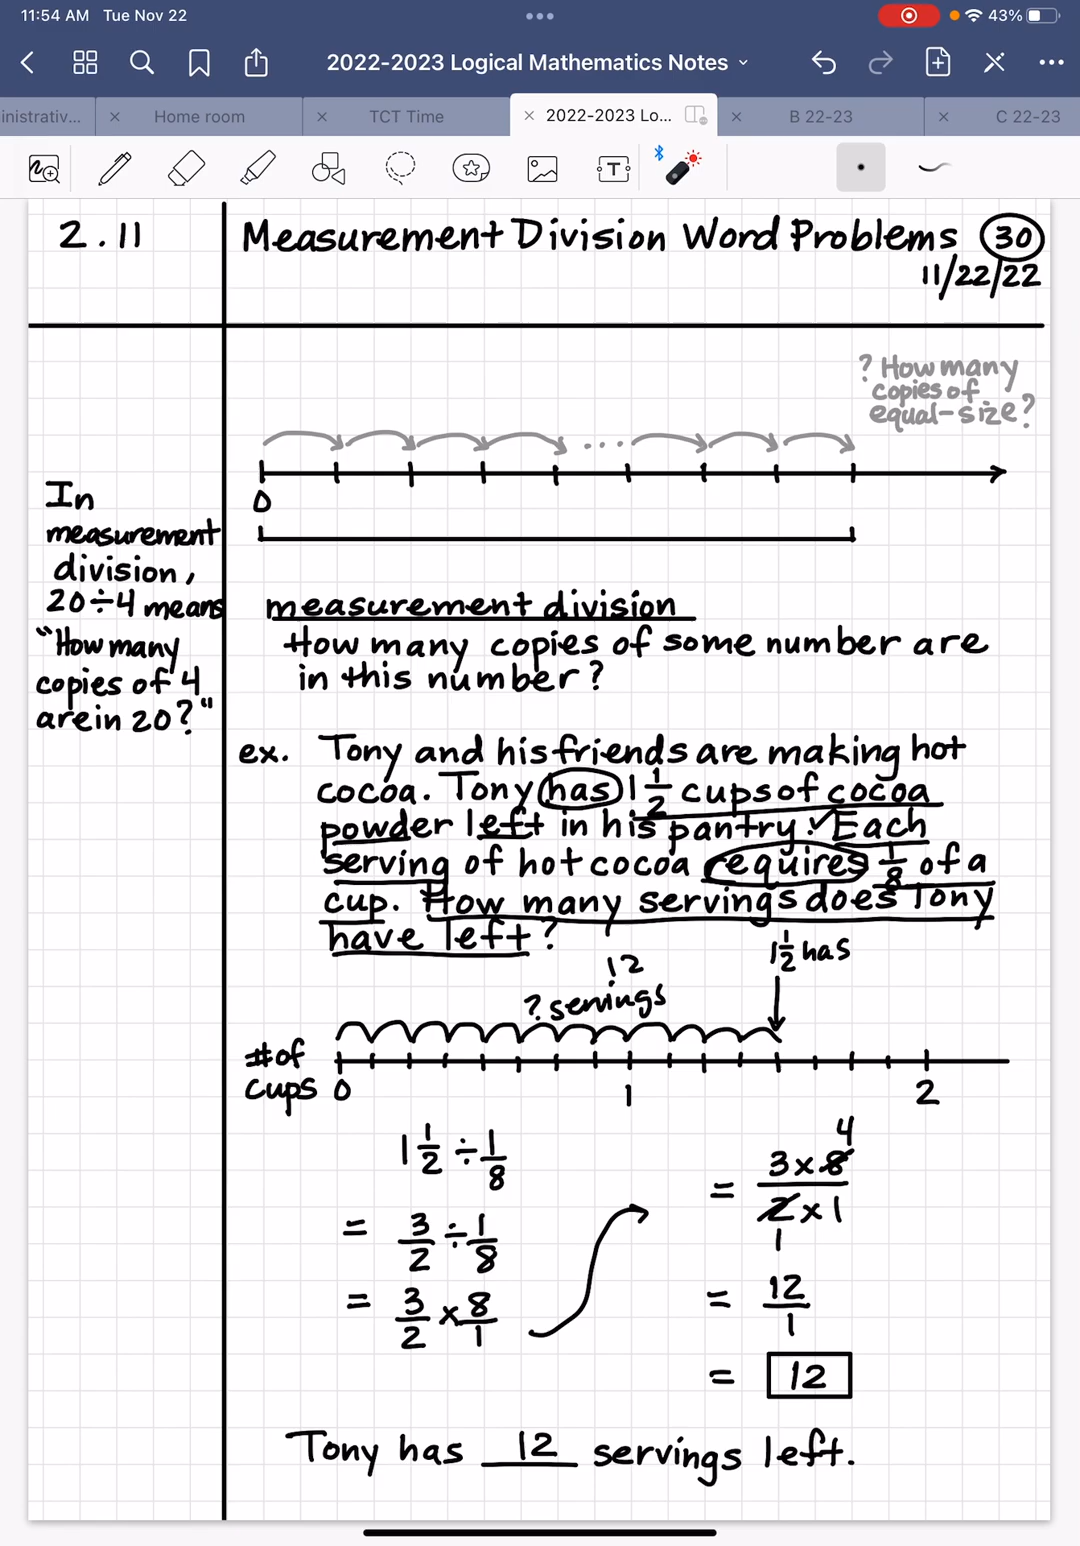 11:54 AM Tue Nov 22
43%
2022-2023 Logical Mathematics Notes
inistrativ...
Home room
TCT Time
2022-2023 Lo...
B 22-23
C 22-23
2.11
Measurement Division Word Problems 30
11/22/22
? How many
copies of
equal-size?
0
In
measurement
division,
20÷4 means
"How many
copies of 4
are in 20?"
measurement division
How many copies of some number are
in this number?
ex. Tony and his friends are making hot
cocoa. Tony has 1 1/2 cups of cocoa
powder left in his pantry. Each
serving of hot cocoa requires 1/8 of a
cup. How many servings does Tony
have left?
12
? servings
1 1/2 has
# of
cups
0 1 2
1 1/2 ÷ 1/8
= 3/2 ÷ 1/8
= 3/2 × 8/1
4
= 3×8 / 2×1
1
= 12/1
= 12
Tony has 12 servings left.